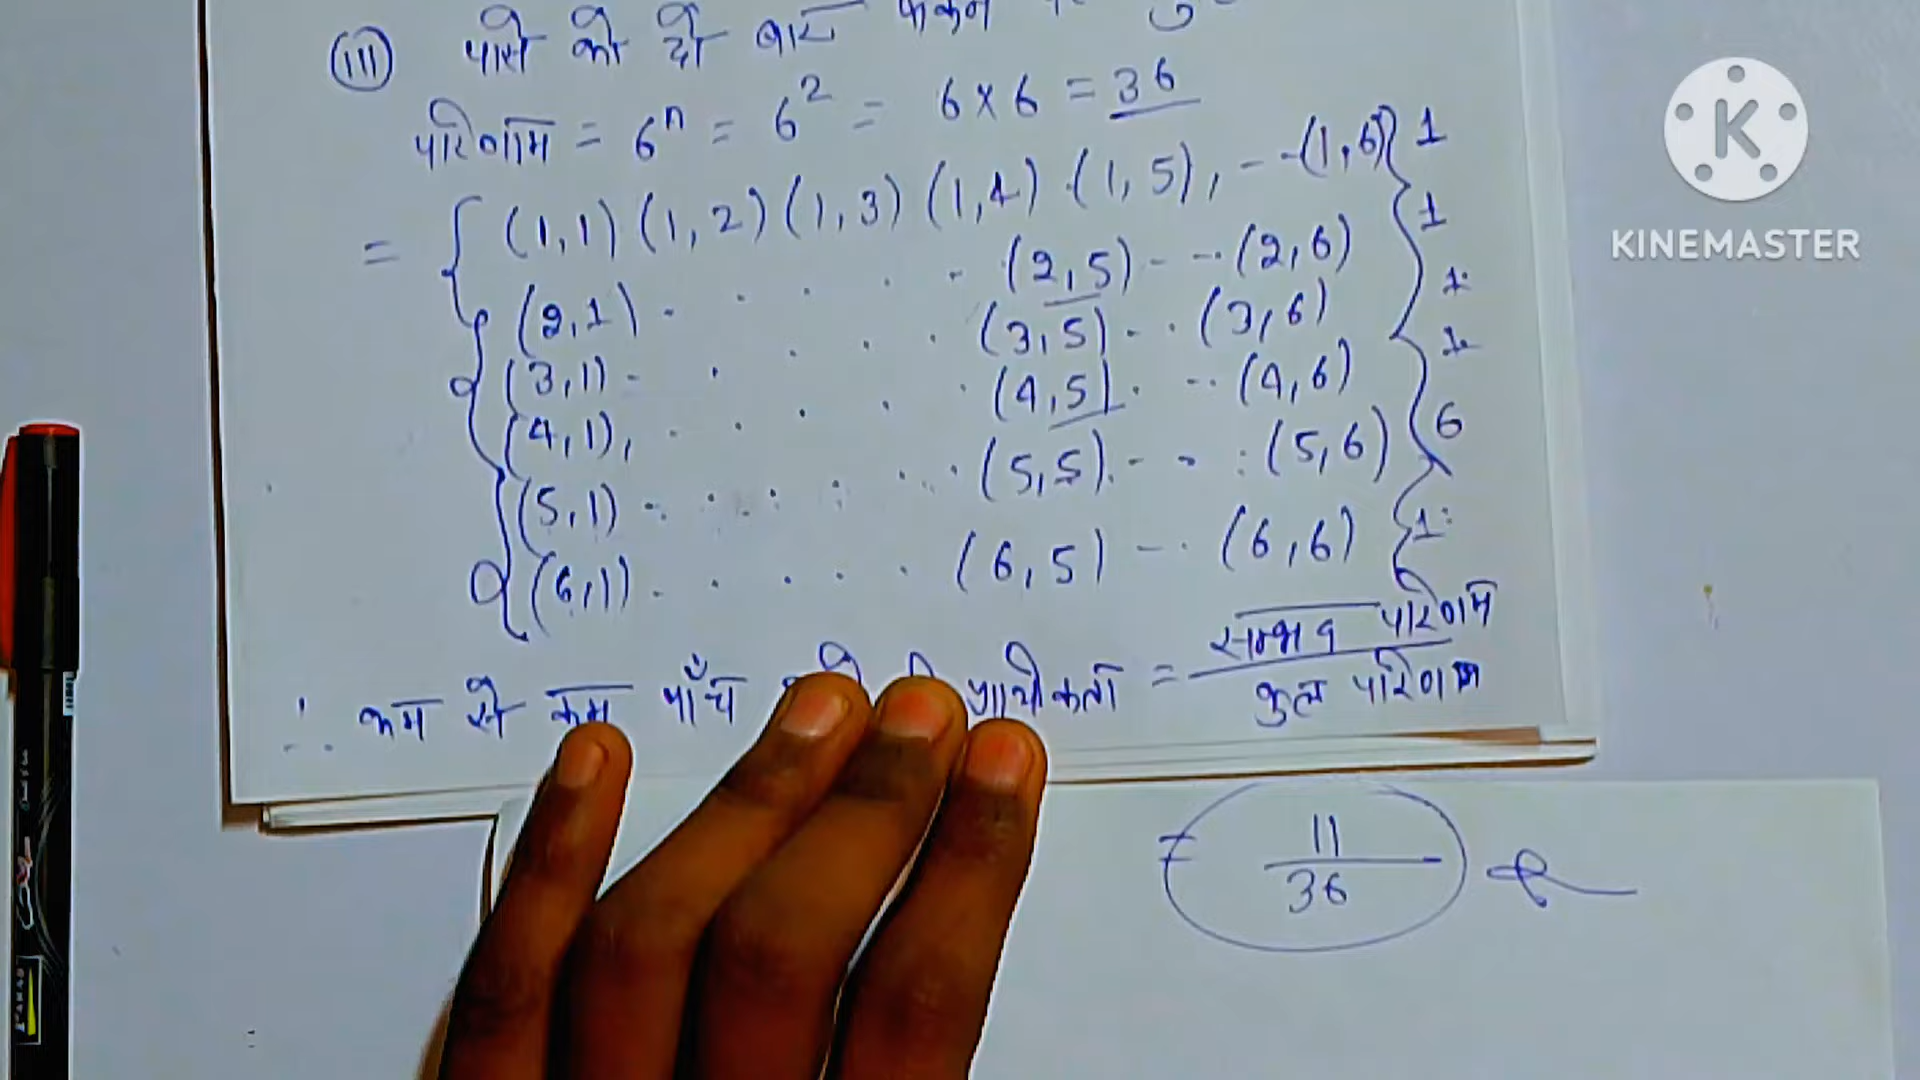 (III) पासे को दो बार
परिणाम = 6ⁿ = 6² = 6 × 6 = 36
= { (1,1) (1,2) (1,3) (1,4) (1,5), - - (1,6) } 1
(2,1) - . . . . - (2,5) - - - (2,6) 1
(3,1) - . . . . (3,5) - . . (3,6) 1
(4,1), . . . . . (4,5) . - - (4,6) 1
(5,1) - . . . . . (5,5) . - - : (5,6) 6
(6,1) - . . . . (6,5) - - . (6,6) 1
∴ कम से कम पाँच = सम्भव परिणाम
कुल परिणाम
= 11
36
K
KINEMASTER